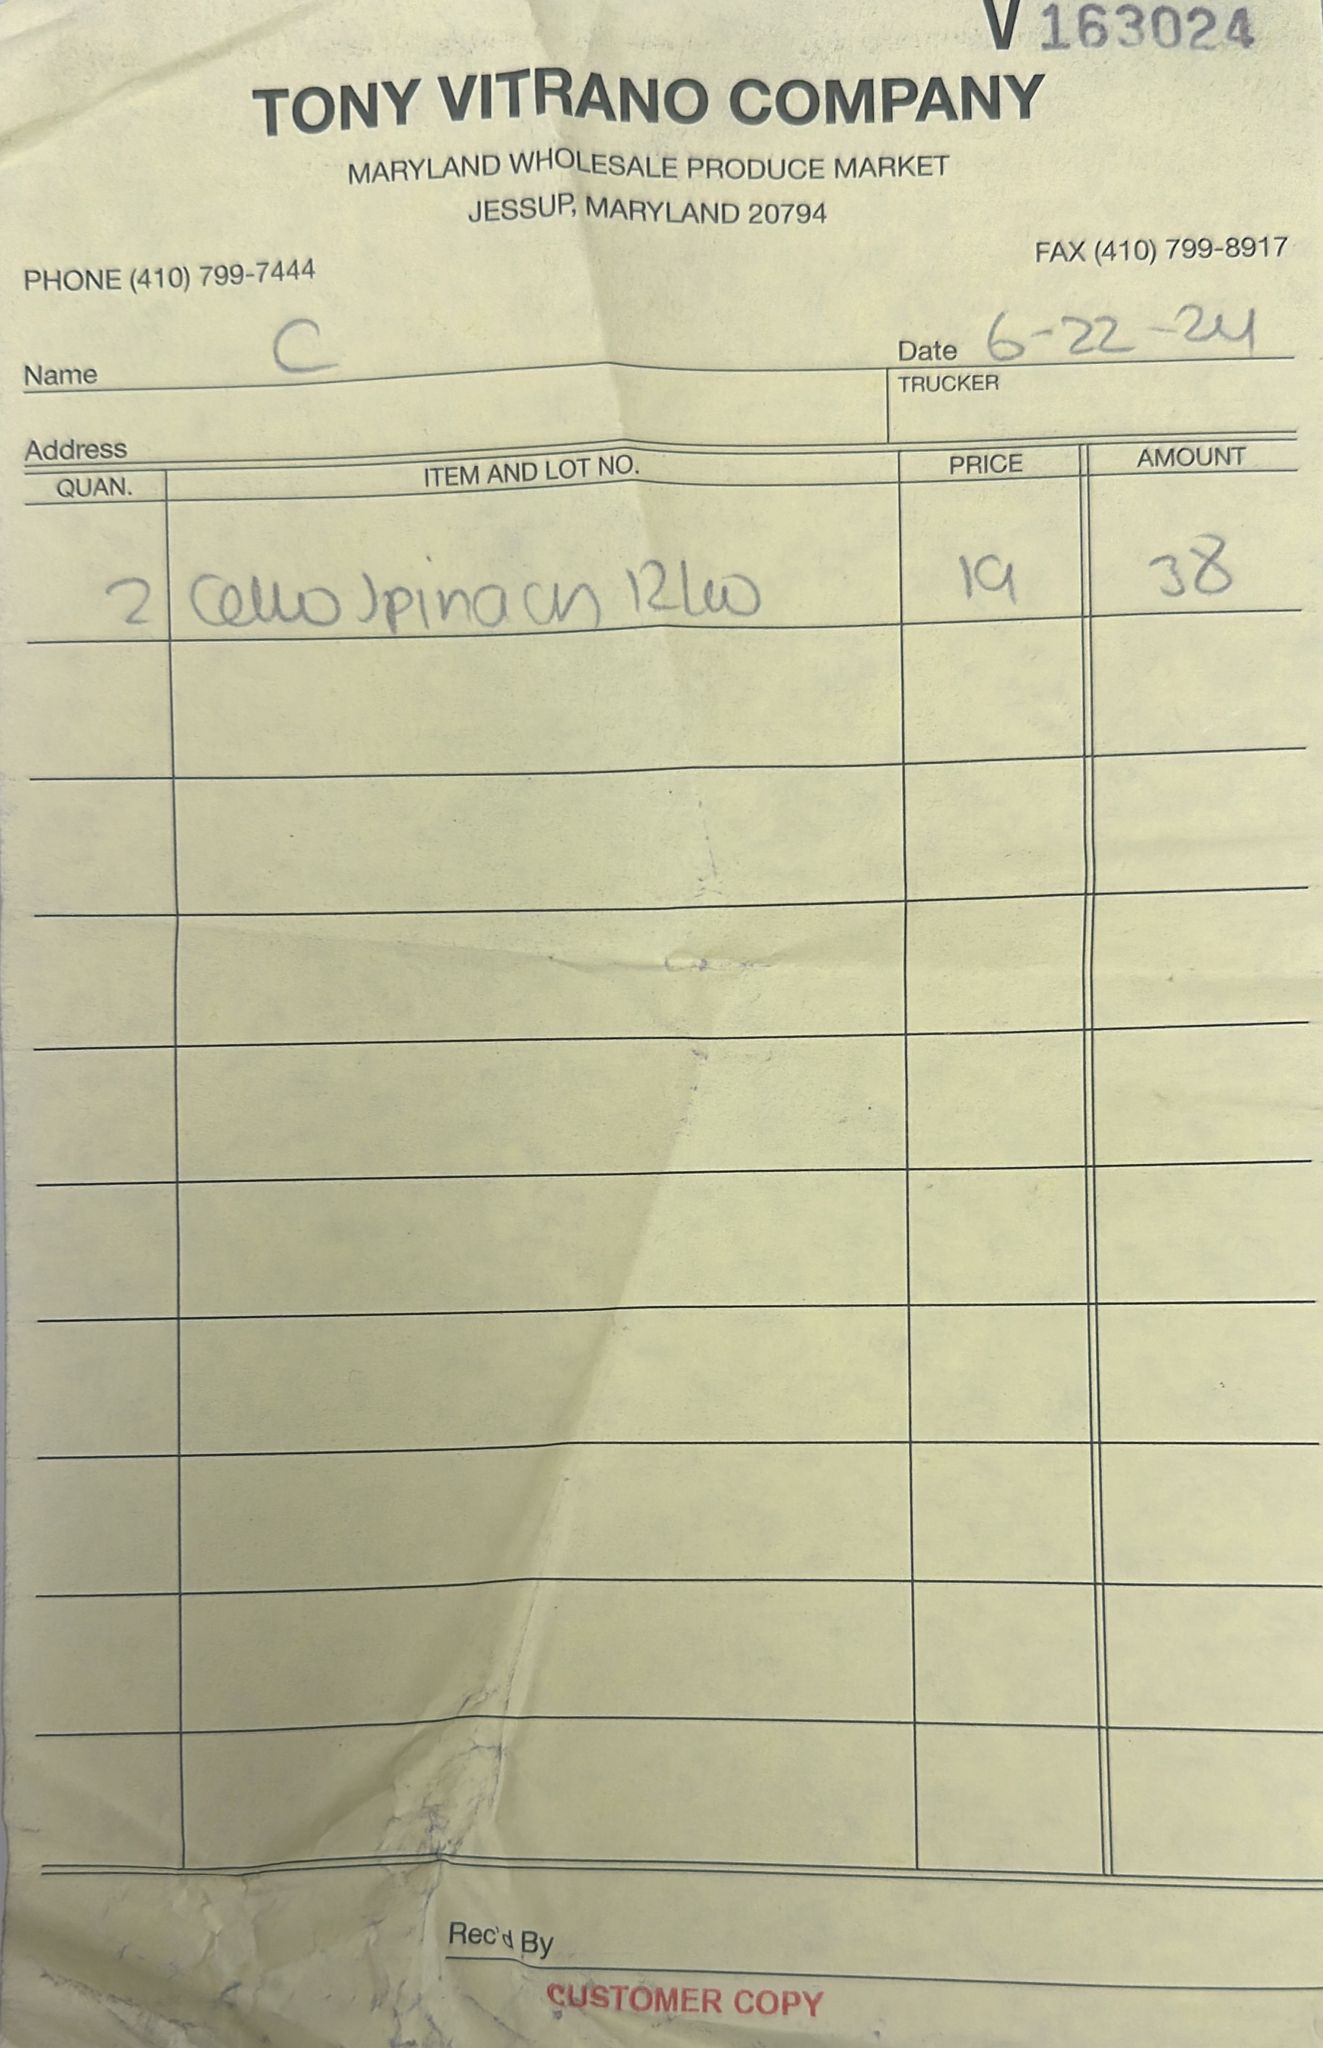 V 163024
TONY VITRANO COMPANY
MARYLAND WHOLESALE PRODUCE MARKET
JESSUP, MARYLAND 20794
PHONE (410) 799-7444 FAX (410) 799-8917
Name C Date 6-22-24
TRUCKER
Address
QUAN. ITEM AND LOT NO. PRICE AMOUNT
2 Cello Spinach 19 38
Rec'd By
CUSTOMER COPY